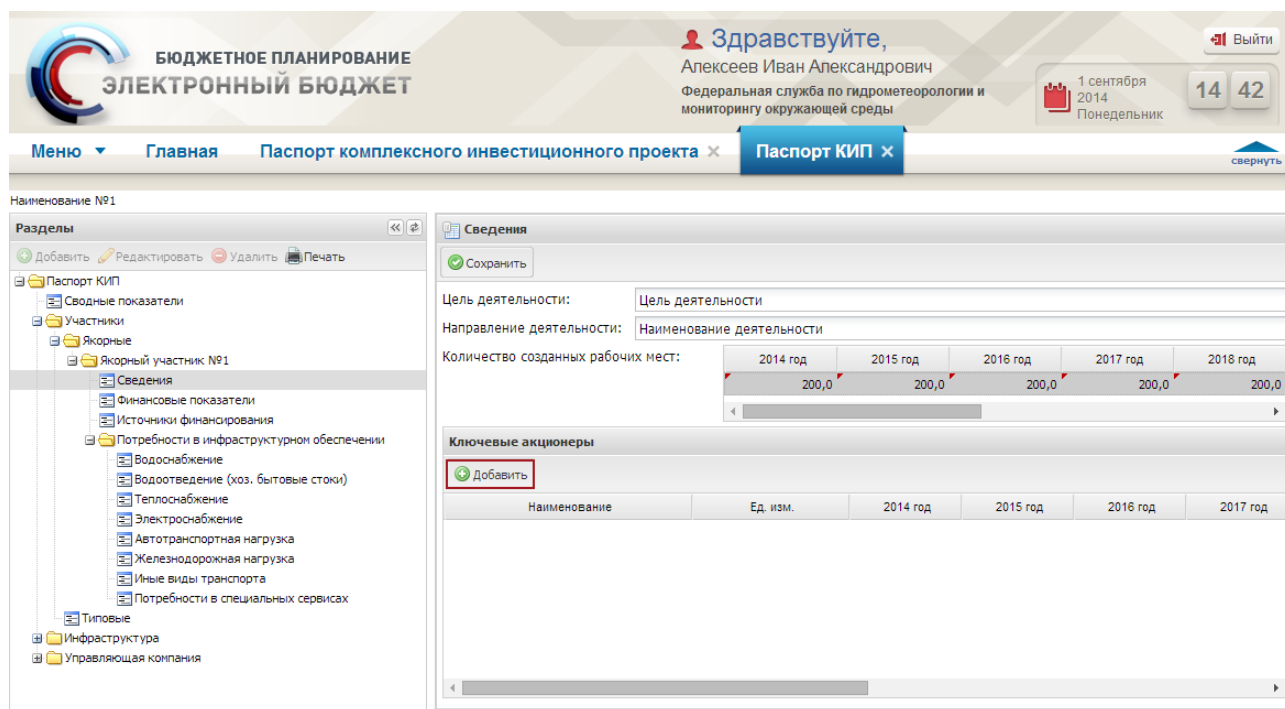 БЮДЖЕТНОЕ ПЛАНИРОВАНИЕ
ЭЛЕКТРОННЫЙ БЮДЖЕТ
Здравствуйте,
Алексеев Иван Александрович
Федеральная служба по гидрометеорологии и
мониторингу окружающей среды
Выйти
1 сентября
2014
Понедельник
14 42
Меню Главная Паспорт комплексного инвестиционного проекта Паспорт КИП
свернуть
Наименование №1
Разделы
Добавить Редактировать Удалить Печать
Паспорт КИП
Сводные показатели
Участники
Якорные
Якорный участник №1
Сведения
Финансовые показатели
Источники финансирования
Потребности в инфраструктурном обеспечении
Водоснабжение
Водоотведение (хоз. бытовые стоки)
Теплоснабжение
Электроснабжение
Автотранспортная нагрузка
Железнодорожная нагрузка
Иные виды транспорта
Потребности в специальных сервисах
Типовые
Инфраструктура
Управляющая компания
Сведения
Сохранить
Цель деятельности: Цель деятельности
Направление деятельности: Наименование деятельности
Количество созданных рабочих мест:
2014 год 2015 год 2016 год 2017 год 2018 год
200,0 200,0 200,0 200,0 200,0
Ключевые акционеры
Добавить
Наименование Ед. изм. 2014 год 2015 год 2016 год 2017 год